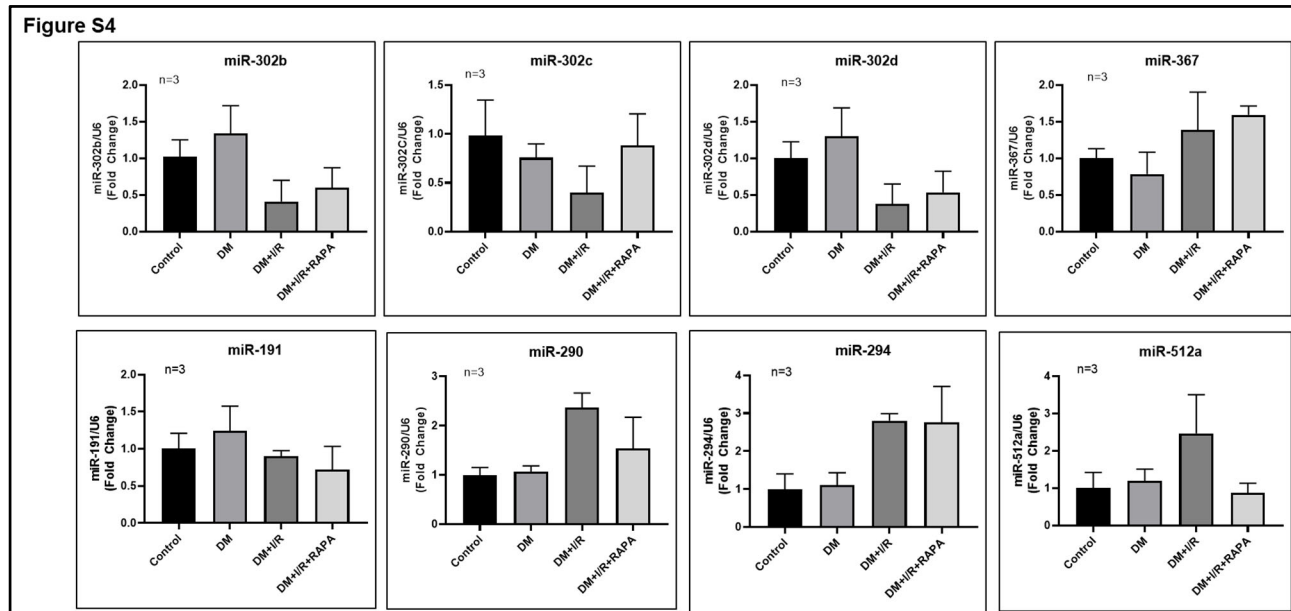 Figure S4
miR-302b
n=3
miR-302b/U6
(Fold Change)
2.0
1.5
1.0
0.5
0.0
Control
DM
DM+I/R
DM+I/R+RAPA
miR-302c
n=3
miR-302C/U6
(Fold Change)
1.5
1.0
0.5
0.0
Control
DM
DM+I/R
DM+I/R+RAPA
miR-302d
n=3
miR-302d/U6
(Fold Change)
2.0
1.5
1.0
0.5
0.0
Control
DM
DM+I/R
DM+I/R+RAPA
miR-367
n=3
miR-367/U6
(Fold Change)
2.0
1.5
1.0
0.5
0.0
Control
DM
DM+I/R
DM+I/R+RAPA
miR-191
n=3
miR-191/U6
(Fold Change)
2.0
1.5
1.0
0.5
0.0
Control
DM
DM+I/R
DM+I/R+RAPA
miR-290
n=3
miR-290/U6
(Fold Change)
3
2
1
0
Control
DM
DM+I/R
DM+I/R+RAPA
miR-294
n=3
miR-294/U6
(Fold Change)
4
3
2
1
0
Control
DM
DM+I/R
DM+I/R+RAPA
miR-512a
n=3
miR-512a/U6
(Fold Change)
4
3
2
1
0
Control
DM
DM+I/R
DM+I/R+RAPA